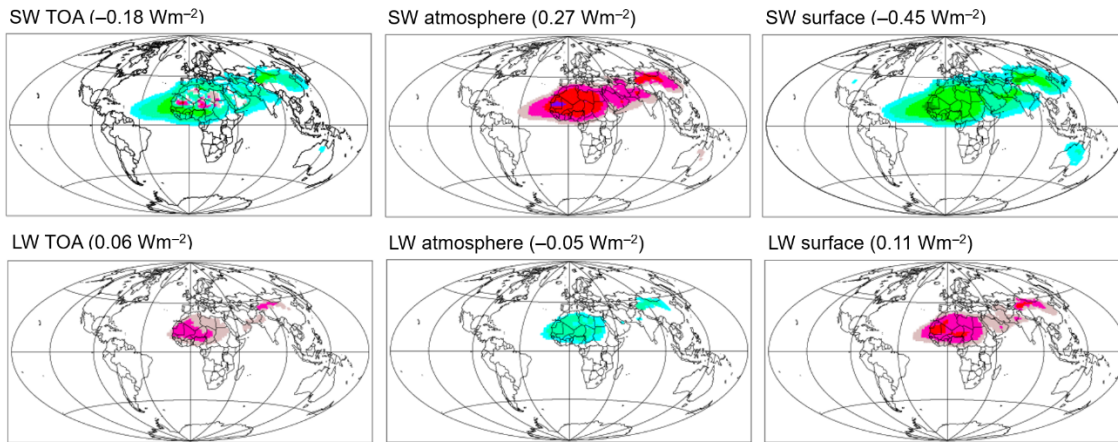 SW TOA (–0.18 Wm–2)
SW atmosphere (0.27 Wm–2)
SW surface (–0.45 Wm–2)
LW TOA (0.06 Wm–2)
LW atmosphere (–0.05 Wm–2)
LW surface (0.11 Wm–2)